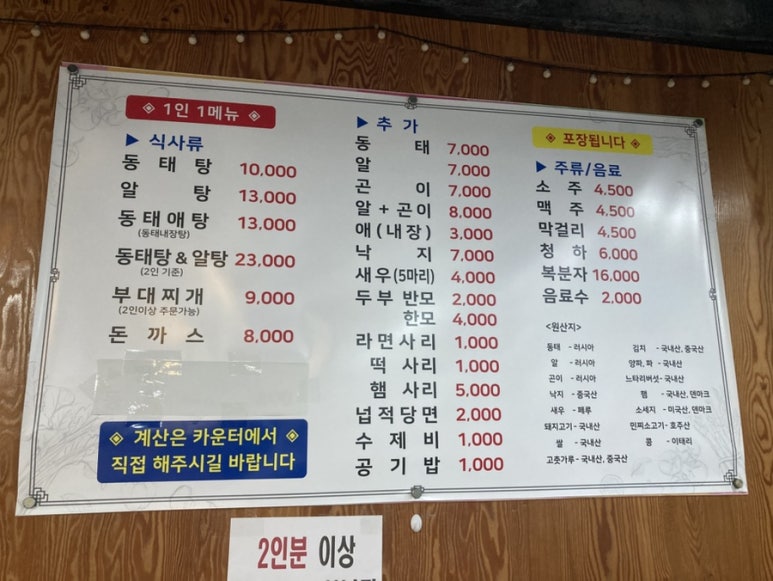 1인 1메뉴
▶ 식사류
동태탕 10,000
알탕 13,000
동태애탕 13,000
(동태내장탕)
동태탕 & 알탕 23,000
(2인 기준)
부대찌개 9,000
(2인이상 주문가능)
돈까스 8,000
계산은 카운터에서
직접 해주시길 바랍니다
▶ 추가
동태 7,000
알 7,000
곤이 7,000
알 + 곤이 8,000
애(내장) 3,000
낙지 7,000
새우(5마리) 4,000
두부 반모 2,000
한모 4,000
라면사리 1,000
떡 사리 1,000
햄 사리 5,000
넙적당면 2,000
수제비 1,000
공기밥 1,000
포장됩니다
▶ 주류/음료
소주 4.500
맥주 4.500
막걸리 4.500
청하 6,000
복분자 16,000
음료수 2,000
<원산지>
동태 - 러시아
알 - 러시아
곤이 - 러시아
낙지 - 중국산
새우 - 페루
돼지고기 - 국내산
쌀 - 국내산
고춧가루 - 국내산, 중국산
김치 - 국내산, 중국산
양파, 파 - 국내산
느타리버섯 - 국내산
햄 - 국내산, 덴마크
소세지 - 미국산, 덴마크
민찌소고기 - 호주산
콩 - 이태리
2인분 이상